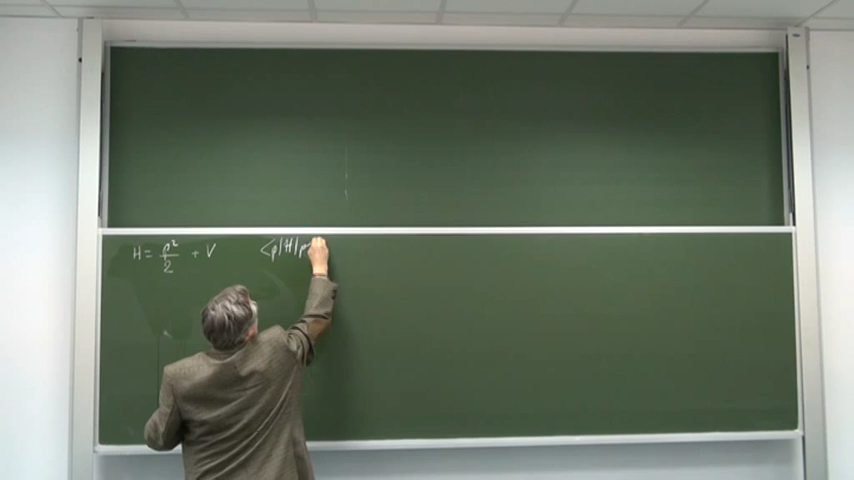 H = p²/2 + V <p|H|p